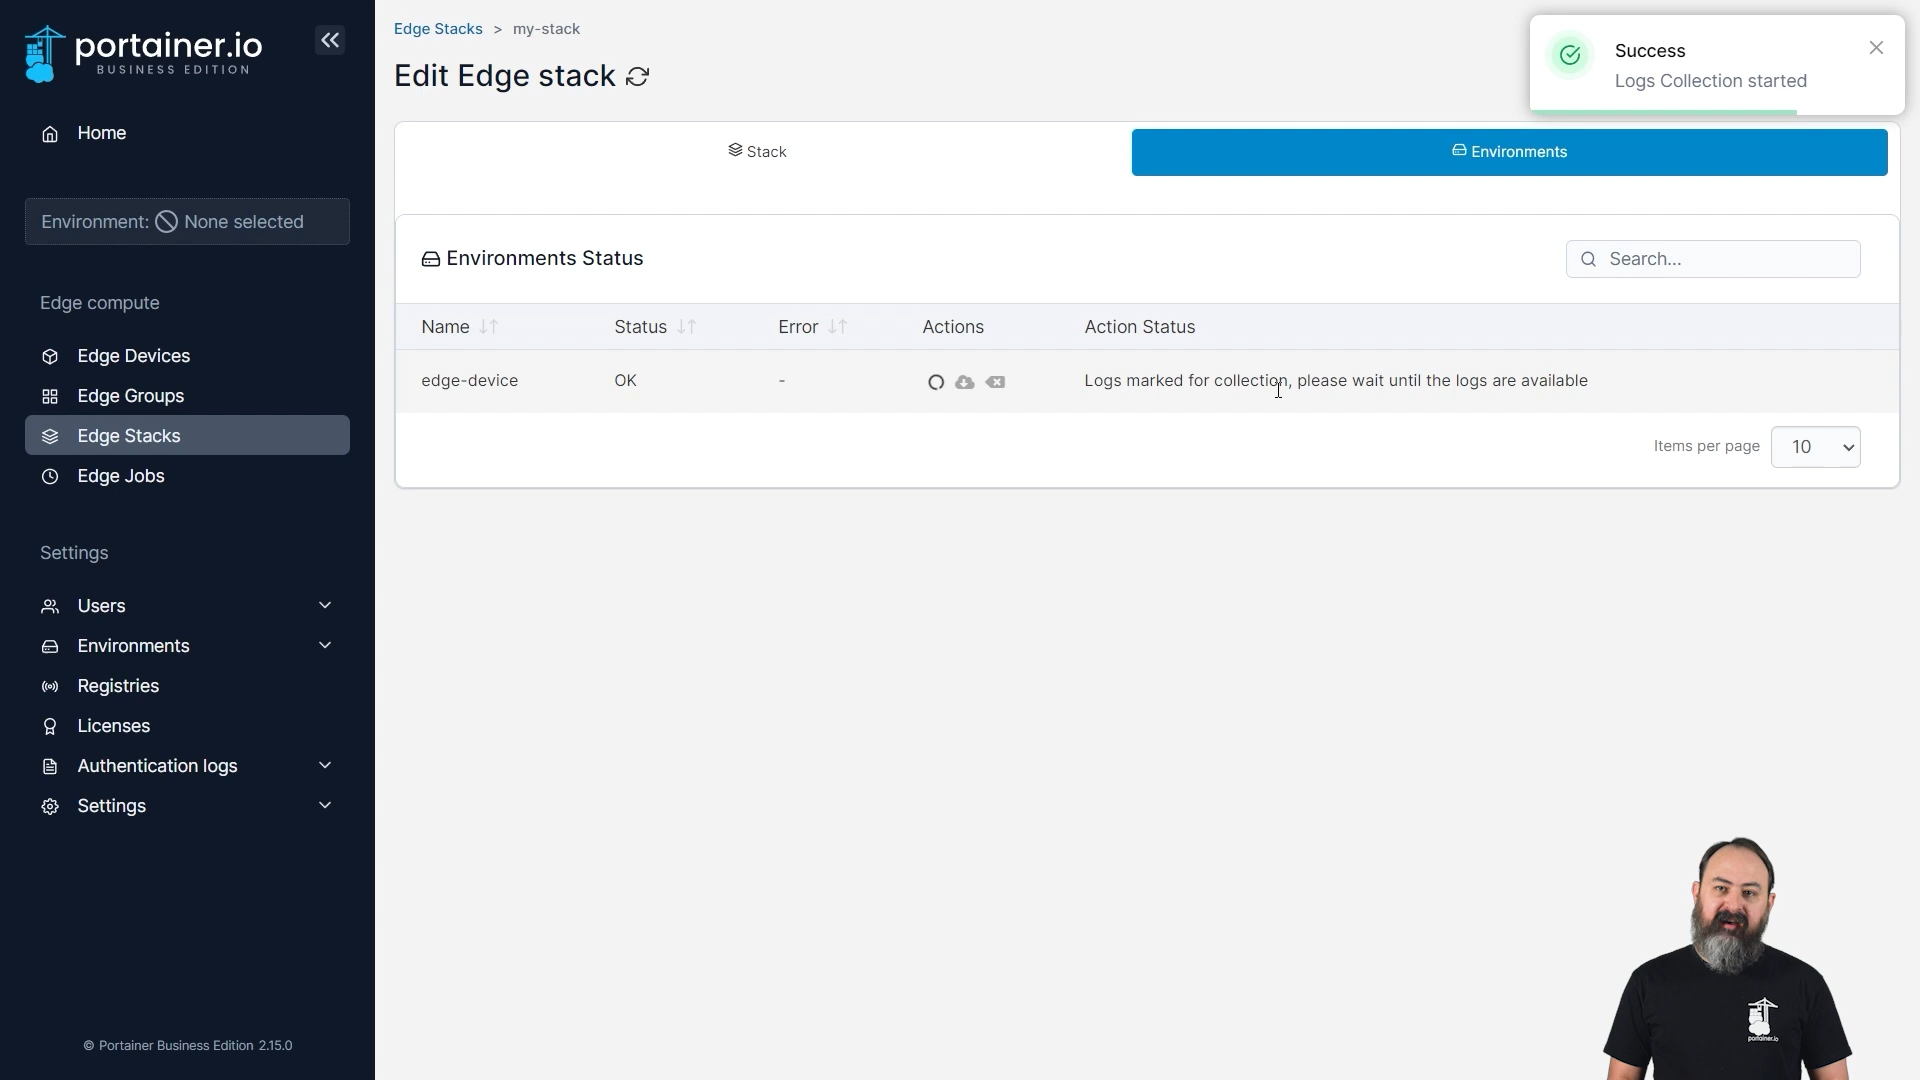 portainer.io
BUSINESS EDITION
Home
Environment: None selected
Edge compute
Edge Devices
Edge Groups
Edge Stacks
Edge Jobs
Settings
Users
Environments
Registries
Licenses
Authentication logs
Settings
© Portainer Business Edition 2.15.0
Edge Stacks > my-stack
Edit Edge stack
Success
Logs Collection started
Stack
Environments
Environments Status
Search...
Name Status Error Actions Action Status
edge-device OK - Logs marked for collection, please wait until the logs are available
Items per page 10
portainer.io